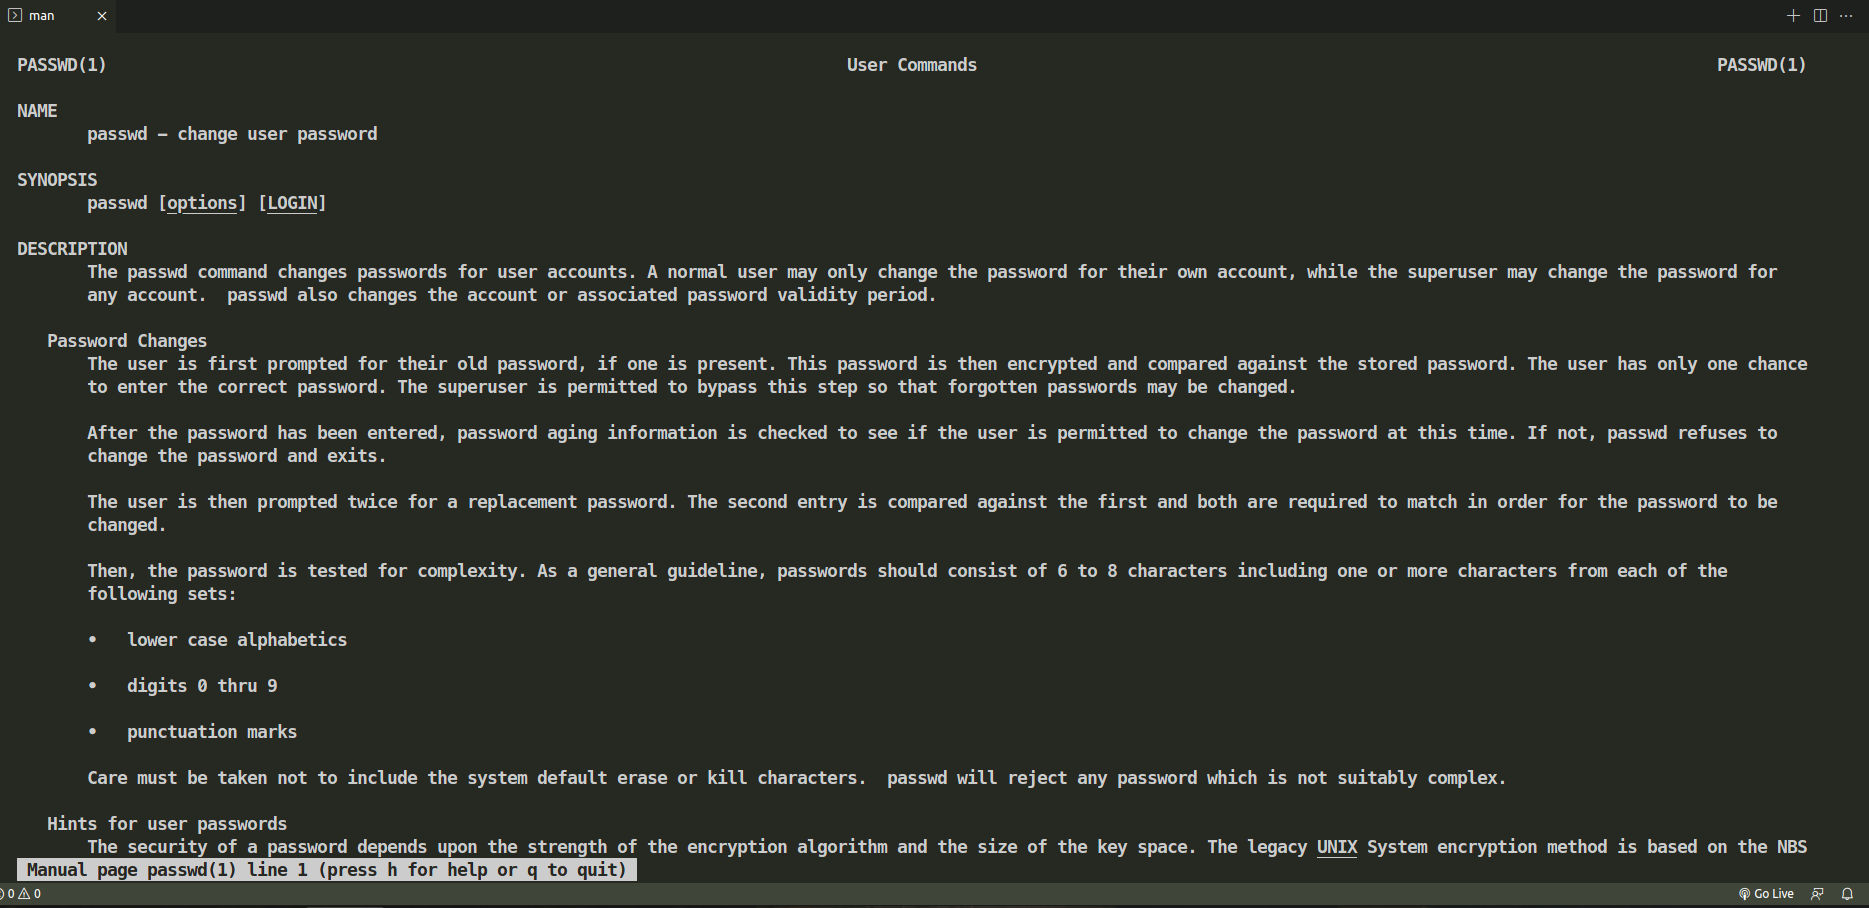 man
PASSWD(1) User Commands PASSWD(1)
NAME
passwd – change user password
SYNOPSIS
passwd [options] [LOGIN]
DESCRIPTION
The passwd command changes passwords for user accounts. A normal user may only change the password for their own account, while the superuser may change the password for
any account.  passwd also changes the account or associated password validity period.
Password Changes
The user is first prompted for their old password, if one is present. This password is then encrypted and compared against the stored password. The user has only one chance
to enter the correct password. The superuser is permitted to bypass this step so that forgotten passwords may be changed.
After the password has been entered, password aging information is checked to see if the user is permitted to change the password at this time. If not, passwd refuses to
change the password and exits.
The user is then prompted twice for a replacement password. The second entry is compared against the first and both are required to match in order for the password to be
changed.
Then, the password is tested for complexity. As a general guideline, passwords should consist of 6 to 8 characters including one or more characters from each of the
following sets:
• lower case alphabetics
• digits 0 thru 9
• punctuation marks
Care must be taken not to include the system default erase or kill characters.  passwd will reject any password which is not suitably complex.
Hints for user passwords
The security of a password depends upon the strength of the encryption algorithm and the size of the key space. The legacy UNIX System encryption method is based on the NBS
Manual page passwd(1) line 1 (press h for help or q to quit)
0 0 Go Live